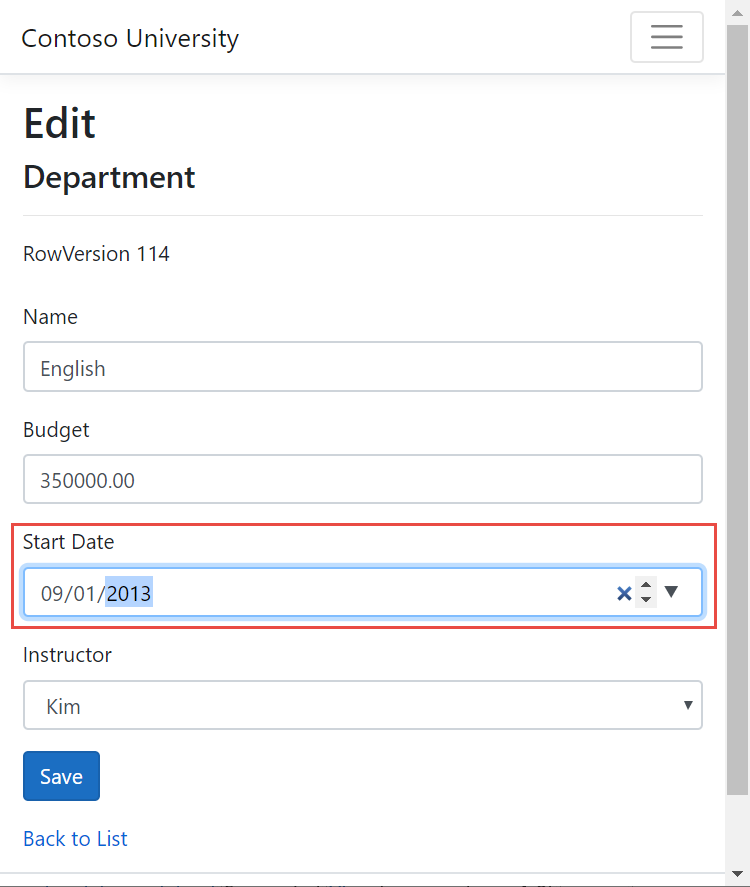 Contoso University
Edit
Department
RowVersion 114
Name
English
Budget
350000.00
Start Date
09/01/2013
Instructor
Kim
Save
Back to List